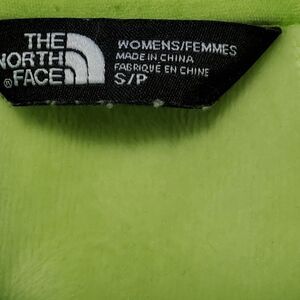 THE
NORTH
FACE
®
WOMENS/FEMMES
MADE IN CHINA
FABRIQUÉ EN CHINE
S/P